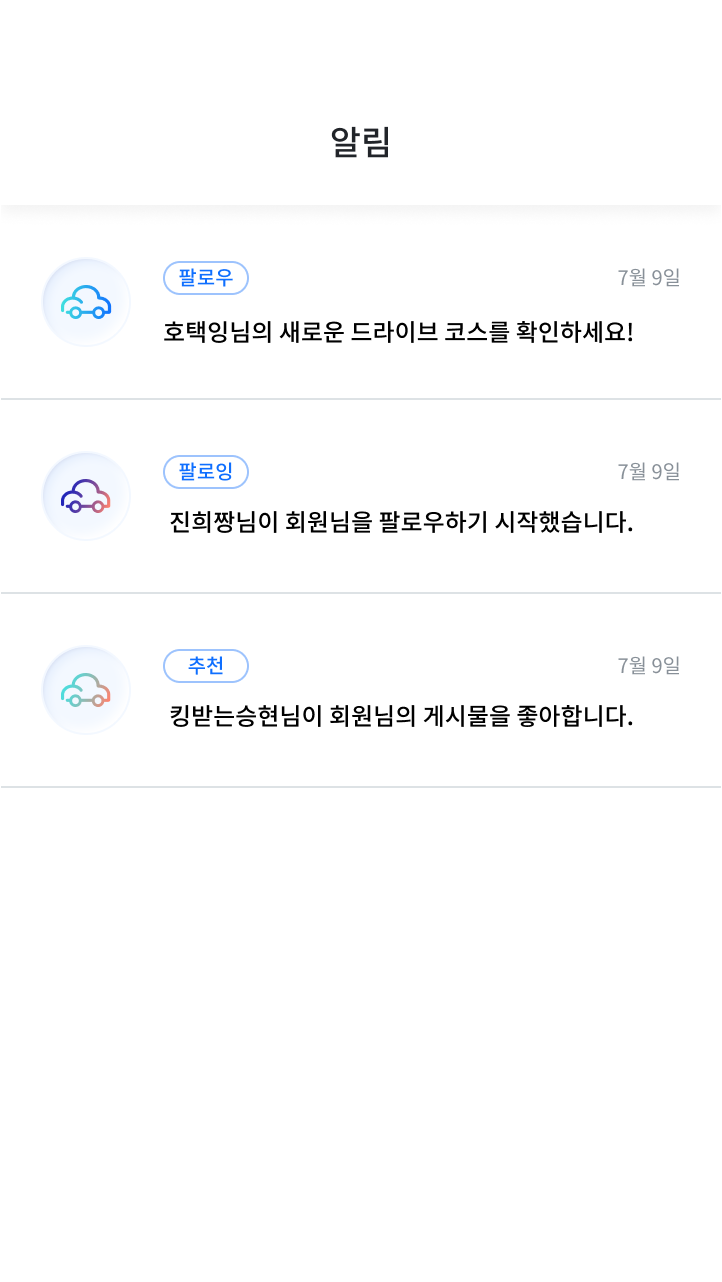 알림
팔로우 7월 9일
호택잉님의 새로운 드라이브 코스를 확인하세요!
팔로잉 7월 9일
진희짱님이 회원님을 팔로우하기 시작했습니다.
추천 7월 9일
킹받는승현님이 회원님의 게시물을 좋아합니다.